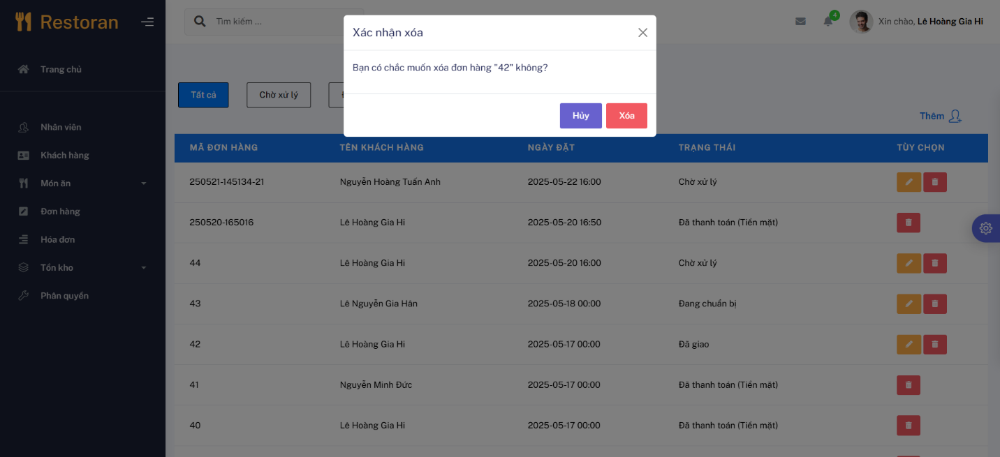 Restoran
Tìm kiếm ...
4
Xin chào, Lê Hoàng Gia Hi
Xác nhận xóa
Bạn có chắc muốn xóa đơn hàng "42" không?
Hủy
Xóa
Trang chủ
Nhân viên
Khách hàng
Món ăn
Đơn hàng
Hóa đơn
Tồn kho
Phân quyền
Tất cả
Chờ xử lý
Thêm
MÃ ĐƠN HÀNG TÊN KHÁCH HÀNG NGÀY ĐẶT TRẠNG THÁI TÙY CHỌN
250521-145134-21 Nguyễn Hoàng Tuấn Anh 2025-05-22 16:00 Chờ xử lý
250520-165016 Lê Hoàng Gia Hi 2025-05-20 16:50 Đã thanh toán (Tiền mặt)
44 Lê Hoàng Gia Hi 2025-05-20 16:00 Chờ xử lý
43 Lê Nguyễn Gia Hân 2025-05-18 00:00 Đang chuẩn bị
42 Lê Hoàng Gia Hi 2025-05-17 00:00 Đã giao
41 Nguyễn Minh Đức 2025-05-17 00:00 Đã thanh toán (Tiền mặt)
40 Lê Hoàng Gia Hi 2025-05-17 00:00 Đã thanh toán (Tiền mặt)